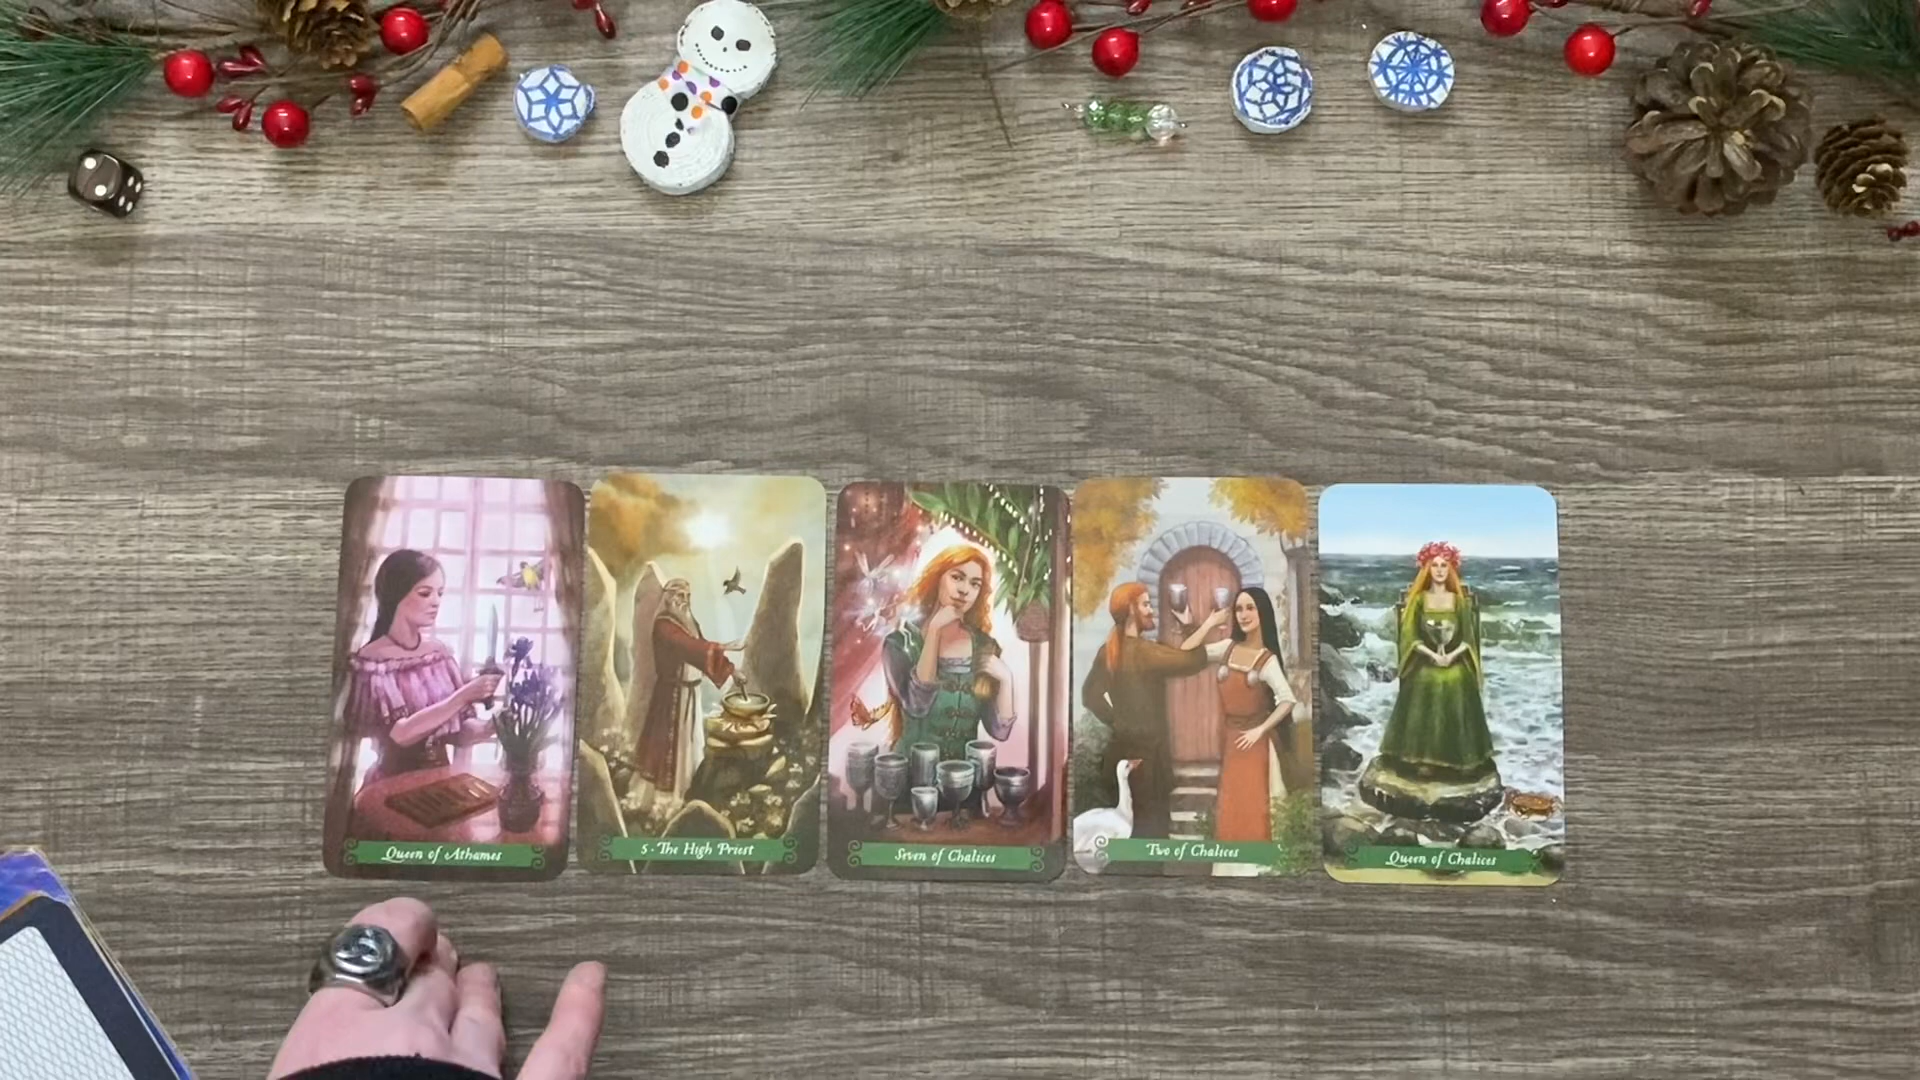 Queen of Athames
5 · The High Priest
Seven of Chalices
Two of Chalices
Queen of Chalices